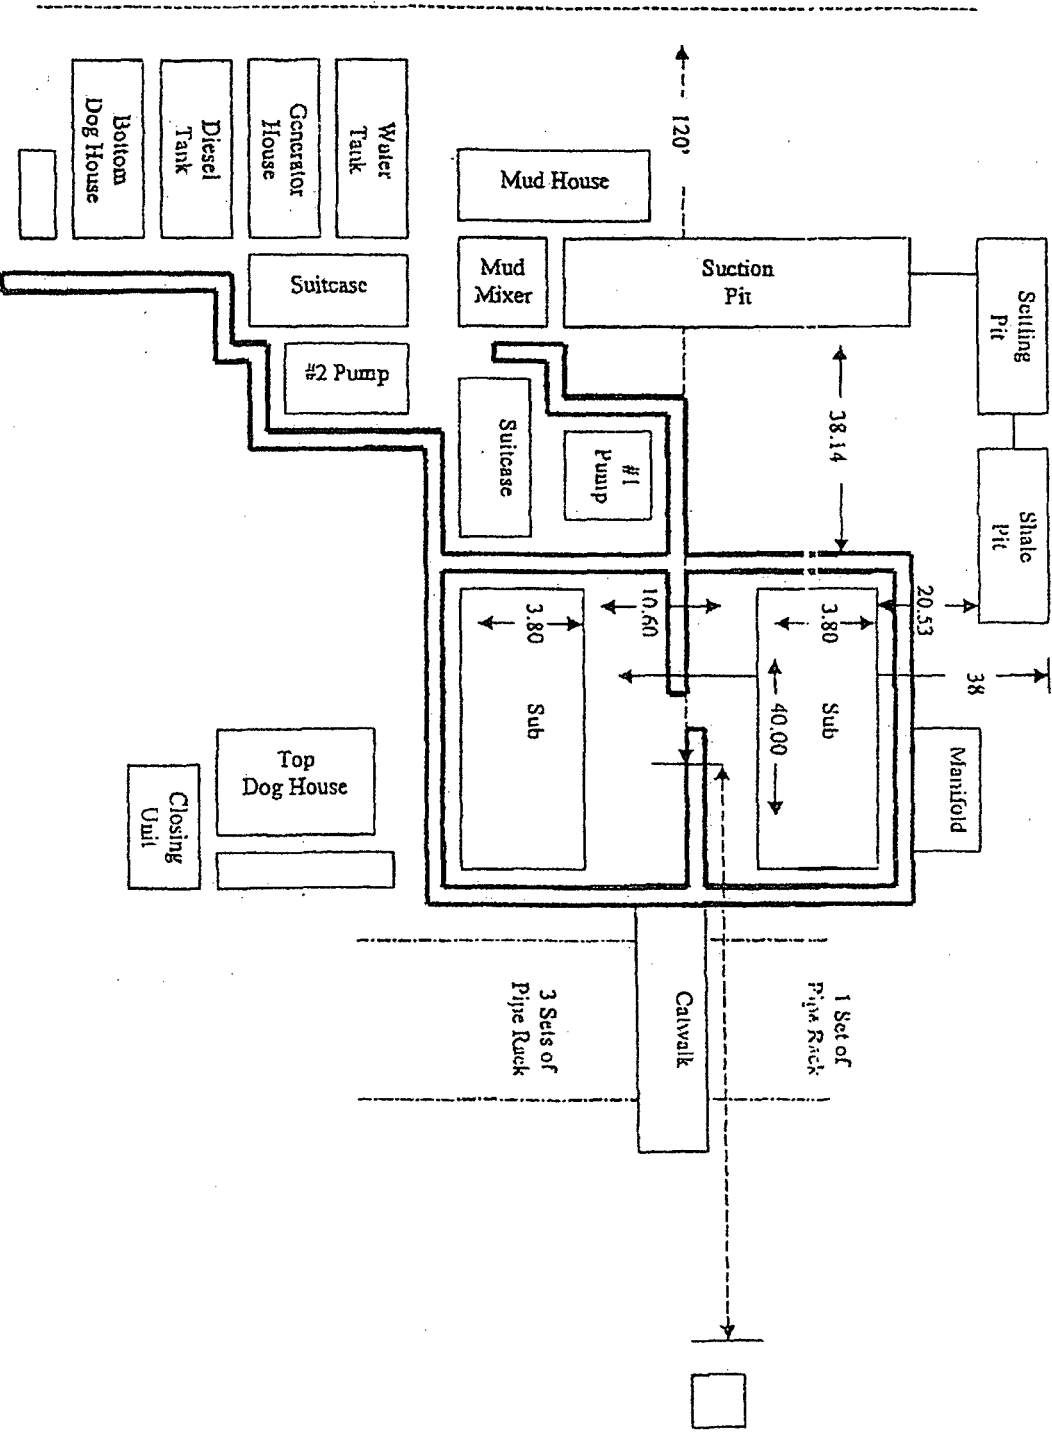 120'
Bottom
Dog House
Diesel
Tank
Generator
House
Water
Tank
Mud House
Suitcase
Mud
Mixer
Suction
Pit
Settling
Pit
#2 Pump
Suitcase
#1
Pump
38.14
Shale
Pit
3.80
10.60
3.80
20.53
38
Sub
40.00
Sub
Manifold
Top
Dog House
Closing
Unit
3 Sets of
Pipe Rack
Catwalk
1 Set of
Pipe Rack